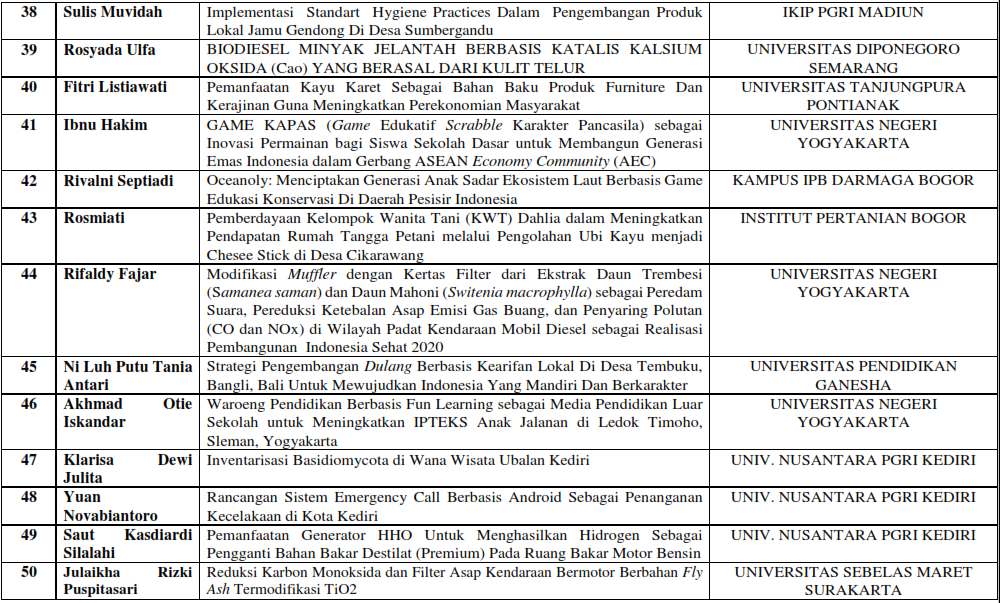 38 Sulis Muvidah Implementasi Standart Hygiene Practices Dalam Pengembangan Produk IKIP PGRI MADIUN
Lokal Jamu Gendong Di Desa Sumbergandu
39 Rosyada Ulfa BIODIESEL MINYAK JELANTAH BERBASIS KATALIS KALSIUM UNIVERSITAS DIPONEGORO
OKSIDA (Cao) YANG BERASAL DARI KULIT TELUR SEMARANG
40 Fitri Listiawati Pemanfaatan Kayu Karet Sebagai Bahan Baku Produk Furniture Dan UNIVERSITAS TANJUNGPURA
Kerajinan Guna Meningkatkan Perekonomian Masyarakat PONTIANAK
41 Ibnu Hakim GAME KAPAS (Game Edukatif Scrabble Karakter Pancasila) sebagai UNIVERSITAS NEGERI
Inovasi Permainan bagi Siswa Sekolah Dasar untuk Membangun Generasi YOGYAKARTA
Emas Indonesia dalam Gerbang ASEAN Economy Community (AEC)
42 Rivalni Septiadi Oceanoly: Menciptakan Generasi Anak Sadar Ekosistem Laut Berbasis Game KAMPUS IPB DARMAGA BOGOR
Edukasi Konservasi Di Daerah Pesisir Indonesia
43 Rosmiati Pemberdayaan Kelompok Wanita Tani (KWT) Dahlia dalam Meningkatkan INSTITUT PERTANIAN BOGOR
Pendapatan Rumah Tangga Petani melalui Pengolahan Ubi Kayu menjadi
Chesee Stick di Desa Cikarawang
44 Rifaldy Fajar Modifikasi Muffler dengan Kertas Filter dari Ekstrak Daun Trembesi UNIVERSITAS NEGERI
(Samanea saman) dan Daun Mahoni (Switenia macrophylla) sebagai Peredam YOGYAKARTA
Suara, Pereduksi Ketebalan Asap Emisi Gas Buang, dan Penyaring Polutan
(CO dan NOx) di Wilayah Padat Kendaraan Mobil Diesel sebagai Realisasi
Pembangunan Indonesia Sehat 2020
45 Ni Luh Putu Tania Strategi Pengembangan Dulang Berbasis Kearifan Lokal Di Desa Tembuku, UNIVERSITAS PENDIDIKAN
Antari Bangli, Bali Untuk Mewujudkan Indonesia Yang Mandiri Dan Berkarakter GANESHA
46 Akhmad Otie Waroeng Pendidikan Berbasis Fun Learning sebagai Media Pendidikan Luar UNIVERSITAS NEGERI
Iskandar Sekolah untuk Meningkatkan IPTEKS Anak Jalanan di Ledok Timoho, YOGYAKARTA
Sleman, Yogyakarta
47 Klarisa Dewi Inventarisasi Basidiomycota di Wana Wisata Ubalan Kediri UNIV. NUSANTARA PGRI KEDIRI
Julita
48 Yuan Rancangan Sistem Emergency Call Berbasis Android Sebagai Penanganan UNIV. NUSANTARA PGRI KEDIRI
Novabiantoro Kecelakaan di Kota Kediri
49 Saut Kasdiardi Pemanfaatan Generator HHO Untuk Menghasilkan Hidrogen Sebagai UNIV. NUSANTARA PGRI KEDIRI
Silalahi Pengganti Bahan Bakar Destilat (Premium) Pada Ruang Bakar Motor Bensin
50 Julaikha Rizki Reduksi Karbon Monoksida dan Filter Asap Kendaraan Bermotor Berbahan Fly UNIVERSITAS SEBELAS MARET
Puspitasari Ash Termodifikasi TiO2 SURAKARTA